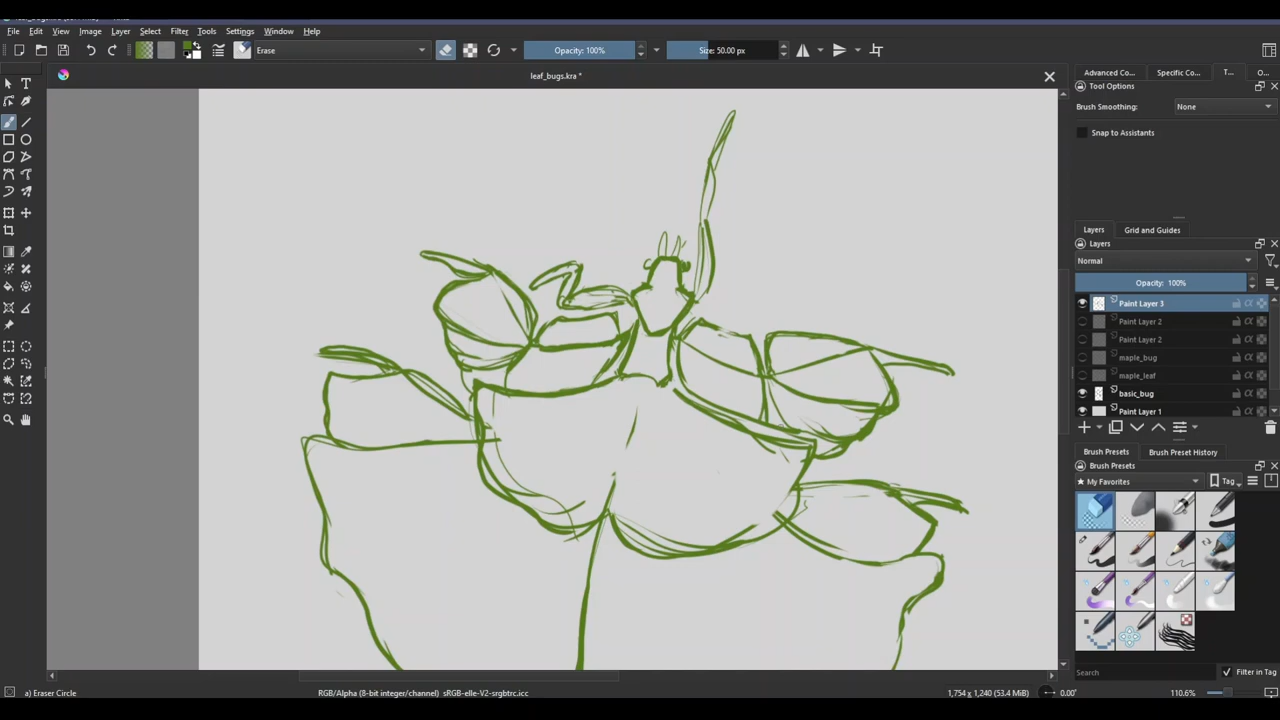 File Edit View Image Layer Select Filter Tools Settings Window Help
Erase Opacity: 100% Size: 50.00 px
leaf_bugs.kra *
Advanced Co... Specific Co... T... O...
Tool Options
Brush Smoothing: None
Snap to Assistants
Layers Grid and Guides
Layers
Normal
Opacity: 100%
Paint Layer 3
Paint Layer 2
Paint Layer 2
maple_bug
maple_leaf
basic_bug
Paint Layer 1
Brush Presets Brush Preset History
Brush Presets
★ My Favorites Tag
Search Filter in Tag
a) Eraser Circle RGB/Alpha (8-bit integer/channel) sRGB-elle-V2-srgbtrc.icc 1,754 x 1,240 (53.4 MiB) 0.00° 110.6%